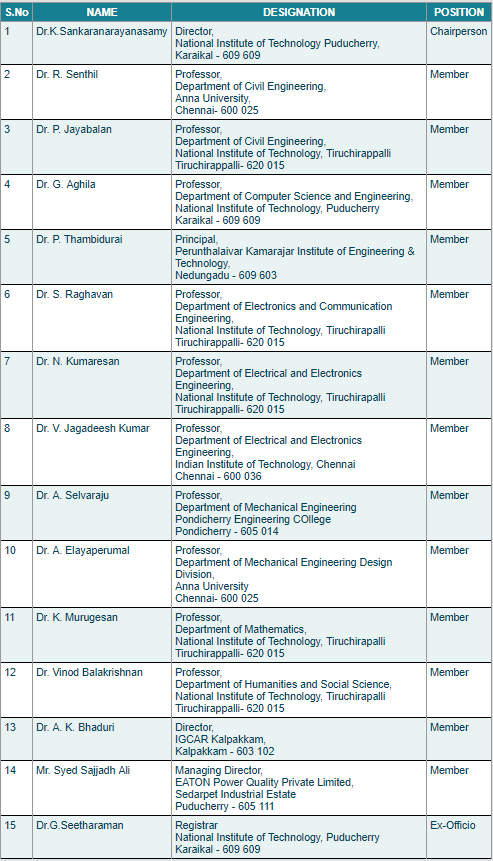 S.No NAME DESIGNATION POSITION
1 Dr.K.Sankaranarayanasamy Director, Chairperson
National Institute of Technology Puducherry,
Karaikal - 609 609
2 Dr. R. Senthil Professor, Member
Department of Civil Engineering,
Anna University,
Chennai- 600 025
3 Dr. P. Jayabalan Professor, Member
Department of Civil Engineering,
National Institute of Technology, Tiruchirappalli
Tiruchirappalli- 620 015
4 Dr. G. Aghila Professor, Member
Department of Computer Science and Engineering,
National Institute of Technology, Puducherry
Karaikal - 609 609
5 Dr. P. Thambidurai Principal, Member
Perunthalaivar Kamarajar Institute of Engineering &
Technology,
Nedungadu - 609 603
6 Dr. S. Raghavan Professor, Member
Department of Electronics and Communication
Engineering,
National Institute of Technology, Tiruchirapalli
Tiruchirappalli- 620 015
7 Dr. N. Kumaresan Professor, Member
Department of Electrical and Electronics
Engineering,
National Institute of Technology, Tiruchirapalli
Tiruchirappalli- 620 015
8 Dr. V. Jagadeesh Kumar Professor, Member
Department of Electrical and Electronics
Engineering,
Indian Institute of Technology, Chennai
Chennai - 600 036
9 Dr. A. Selvaraju Professor, Member
Department of Mechanical Engineering
Pondicherry Engineering COllege
Pondicherry - 605 014
10 Dr. A. Elayaperumal Professor, Member
Department of Mechanical Engineering Design
Division,
Anna University
Chennai- 600 025
11 Dr. K. Murugesan Professor, Member
Department of Mathematics,
National Institute of Technology, Tiruchirapalli
Tiruchirappalli- 620 015
12 Dr. Vinod Balakrishnan Professor, Member
Department of Humanities and Social Science,
National Institute of Technology, Tiruchirapalli
Tiruchirappalli- 620 015
13 Dr. A. K. Bhaduri Director, Member
IGCAR Kalpakkam,
Kalpakkam - 603 102
14 Mr. Syed Sajjadh Ali Managing Director, Member
EATON Power Quality Private Limited,
Sedarpet Industrial Estate
Puducherry - 605 111
15 Dr.G.Seetharaman Registrar Ex-Officio
National Institute of Technology, Puducherry
Karaikal - 609 609